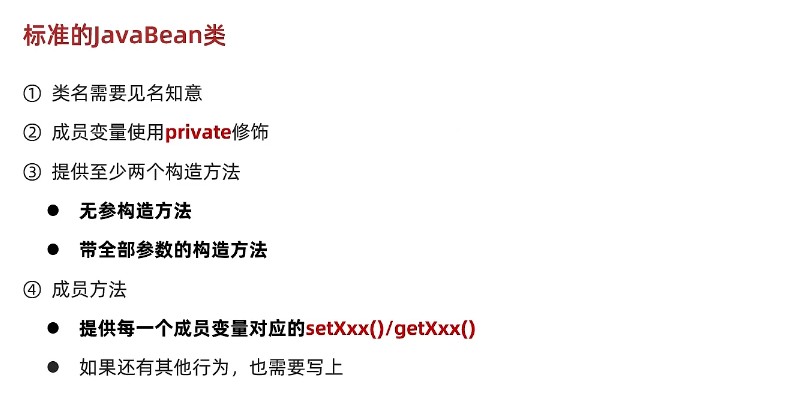 标准的JavaBean类
① 类名需要见名知意
② 成员变量使用private修饰
③ 提供至少两个构造方法
● 无参构造方法
● 带全部参数的构造方法
④ 成员方法
● 提供每一个成员变量对应的setXxx()/getXxx()
● 如果还有其他行为，也需要写上